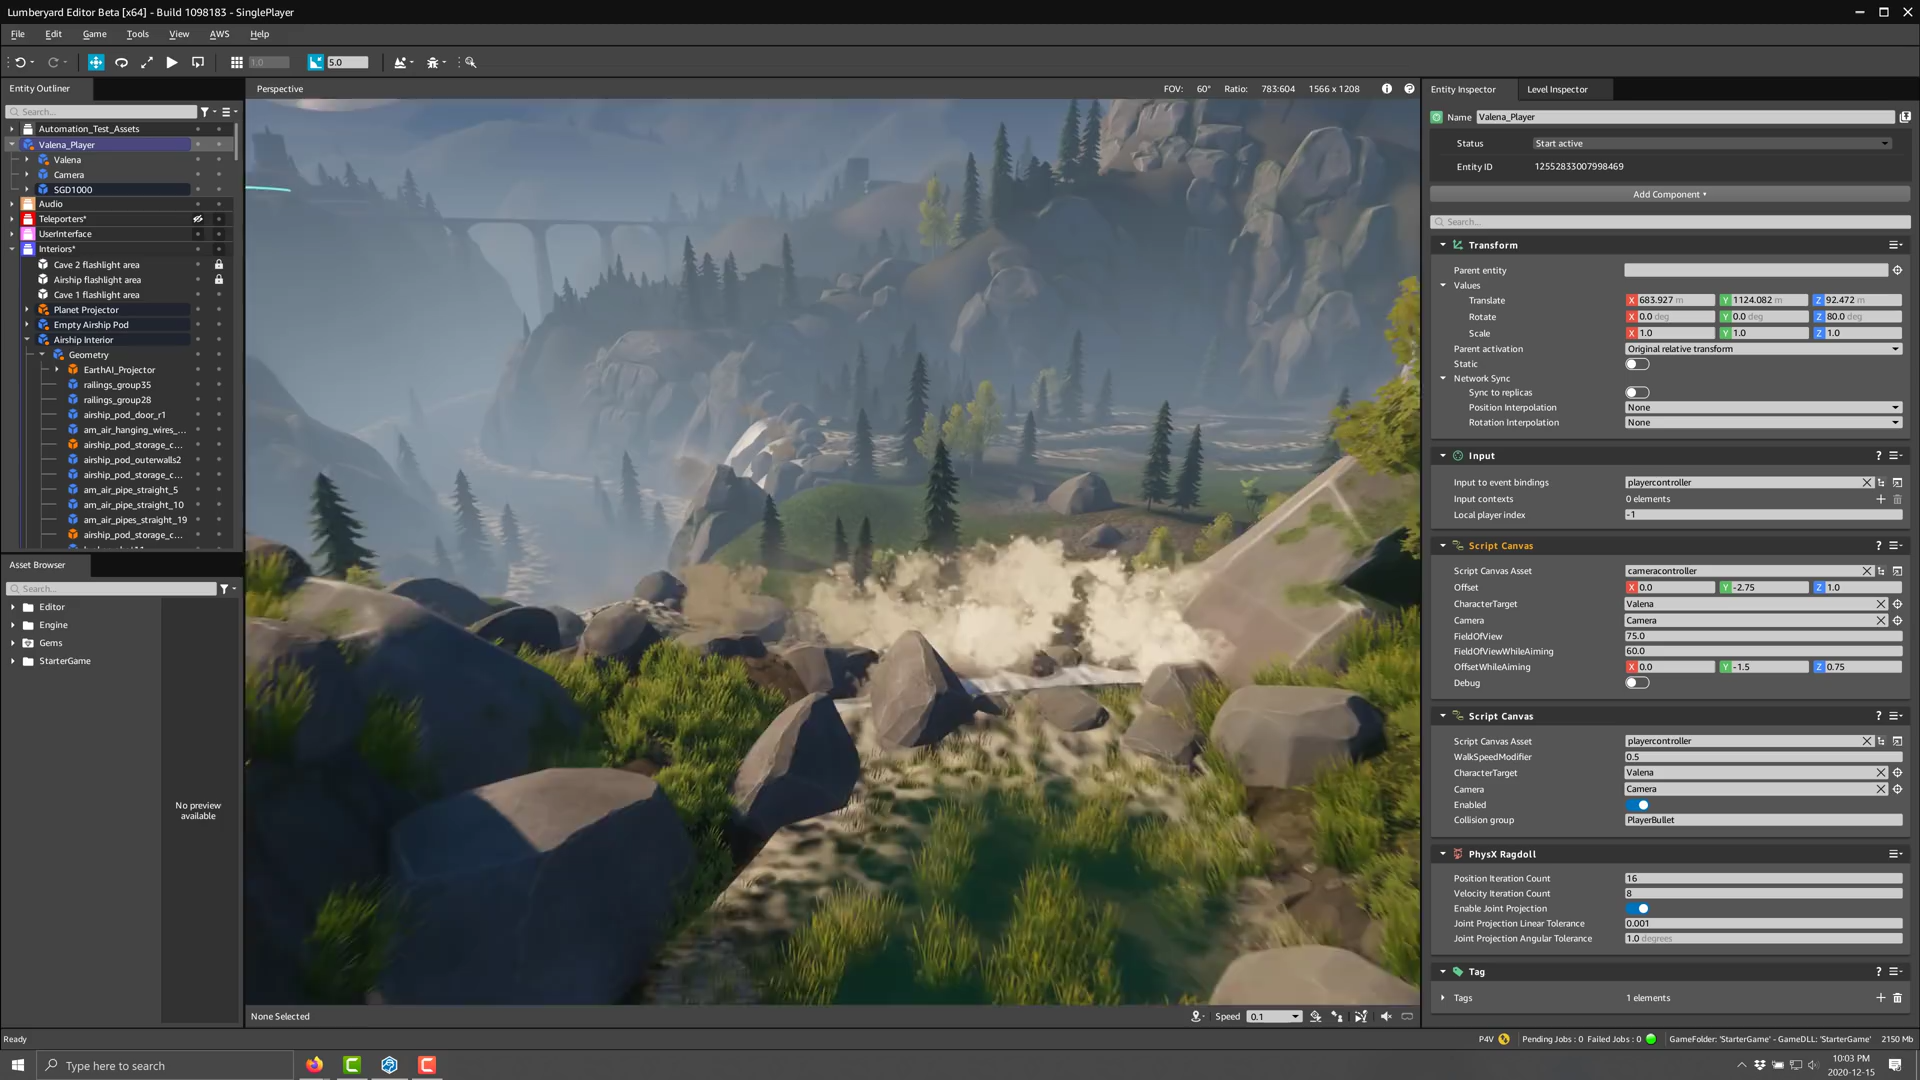 Lumberyard Editor Beta [x64] - Build 1098183 - SinglePlayer
File Edit Game Tools View AWS Help
1.0 5.0
Entity Outliner
Search...
Automation_Test_Assets
Valena_Player
Valena
Camera
SGD1000
Audio
Teleporters*
UserInterface
Interiors*
Cave 2 flashlight area
Airship flashlight area
Cave 1 flashlight area
Planet Projector
Empty Airship Pod
Airship Interior
Geometry
EarthAI_Projector
railings_group35
railings_group28
airship_pod_door_r1
am_air_hanging_wires_...
airship_pod_storage_c...
airship_pod_outerwalls2
airship_pod_storage_c...
am_air_pipe_straight_5
am_air_pipe_straight_10
am_air_pipes_straight_19
airship_pod_storage_c...
Asset Browser
Search...
Editor
Engine
Gems
StarterGame
No preview
available
Perspective
FOV: 60° Ratio: 783:604 1566 x 1208
None Selected
Speed 0.1
Entity Inspector Level Inspector
Name Valena_Player
Status Start active
Entity ID 12552833007998469
Add Component
Search...
Transform
Parent entity
Values
Translate X 683.927 m Y 1124.082 m Z 92.472 m
Rotate X 0.0 deg Y 0.0 deg Z 80.0 deg
Scale X 1.0 Y 1.0 Z 1.0
Parent activation Original relative transform
Static
Network Sync
Sync to replicas
Position Interpolation None
Rotation Interpolation None
Input ?
Input to event bindings playercontroller
Input contexts 0 elements
Local player index -1
Script Canvas ?
Script Canvas Asset cameracontroller
Offset X 0.0 Y -2.75 Z 1.0
CharacterTarget Valena
Camera Camera
FieldOfView 75.0
FieldOfViewWhileAiming 60.0
OffsetWhileAiming X 0.0 Y -1.5 Z 0.75
Debug
Script Canvas ?
Script Canvas Asset playercontroller
WalkSpeedModifier 0.5
CharacterTarget Valena
Camera Camera
Enabled
Collision group PlayerBullet
PhysX Ragdoll
Position Iteration Count 16
Velocity Iteration Count 8
Enable Joint Projection
Joint Projection Linear Tolerance 0.001
Joint Projection Angular Tolerance 1.0 degrees
Tag ?
Tags 1 elements
Ready
P4V Pending Jobs : 0 Failed Jobs : 0 GameFolder: 'StarterGame' - GameDLL: 'StarterGame' 2150 Mb
Type here to search
10:03 PM
2020-12-15